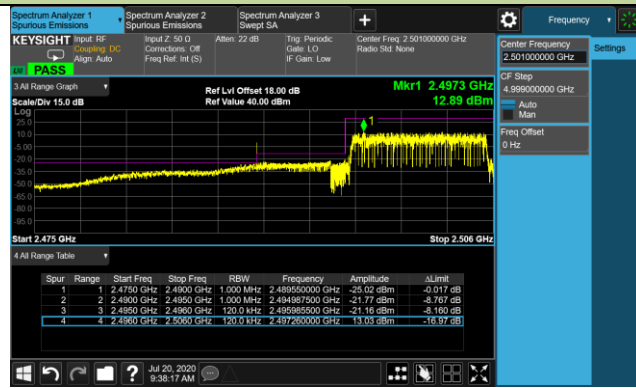 Spectrum Analyzer 1
Spurious Emissions
Spectrum Analyzer 2
Spurious Emissions
Spectrum Analyzer 3
Swept SA
Frequency
KEYSIGHT
Input: RF
Coupling: DC
Align: Auto
Input Z: 50 Ω
Corrections: Off
Freq Ref: Int (S)
Atten: 22 dB
Trig: Periodic
Gate: LO
IF Gain: Low
Center Freq: 2.501000000 GHz
Radio Std: None
LXI PASS
Center Frequency
2.501000000 GHz
Settings
CF Step
4.999000000 GHz
Auto
Man
Freq Offset
0 Hz
3 All Range Graph
Scale/Div 15.0 dB
Ref Lvl Offset 18.00 dB
Ref Value 40.00 dBm
Mkr1 2.4973 GHz
12.89 dBm
Log
25.0
10.0
-5.00
-20.0
-35.0
-50.0
-65.0
-80.0
-95.0
1
Start 2.475 GHz
Stop 2.506 GHz
4 All Range Table
Spur Range Start Freq Stop Freq RBW Frequency Amplitude ΔLimit
1 1 2.4750 GHz 2.4900 GHz 1.000 MHz 2.489550000 GHz -25.02 dBm -0.017 dB
2 2 2.4900 GHz 2.4950 GHz 1.000 MHz 2.494987500 GHz -21.77 dBm -8.767 dB
3 3 2.4950 GHz 2.4960 GHz 120.0 kHz 2.495985500 GHz -21.16 dBm -8.160 dB
4 4 2.4960 GHz 2.5060 GHz 120.0 kHz 2.497260000 GHz 13.03 dBm -16.97 dB
Jul 20, 2020
9:38:17 AM